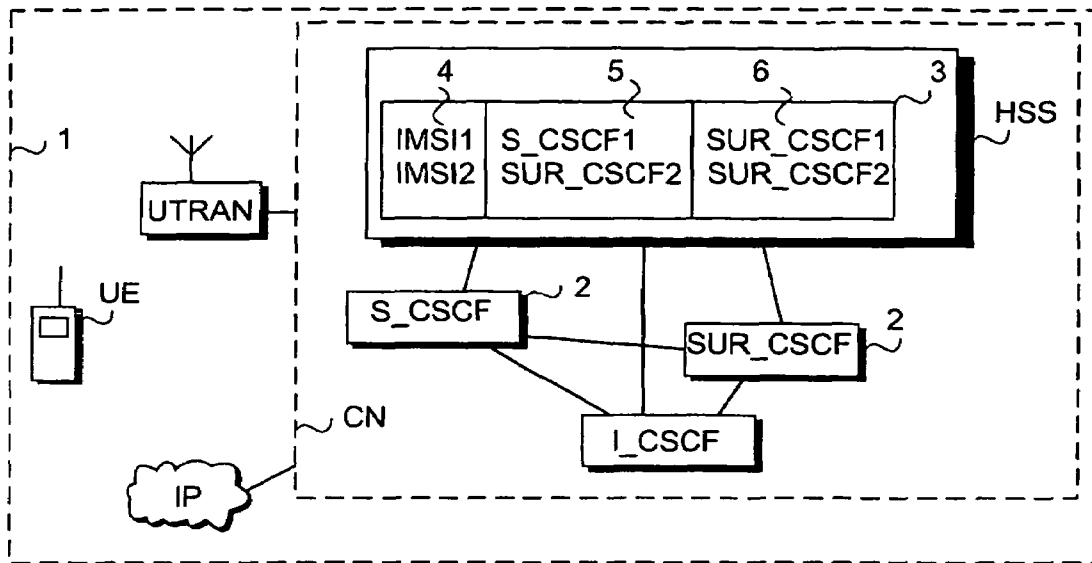 4 5 6 3
HSS
1
IMSI1 S_CSCF1 SUR_CSCF1
IMSI2 SUR_CSCF2 SUR_CSCF2
UTRAN
UE
S_CSCF 2
SUR_CSCF 2
CN
I_CSCF
IP